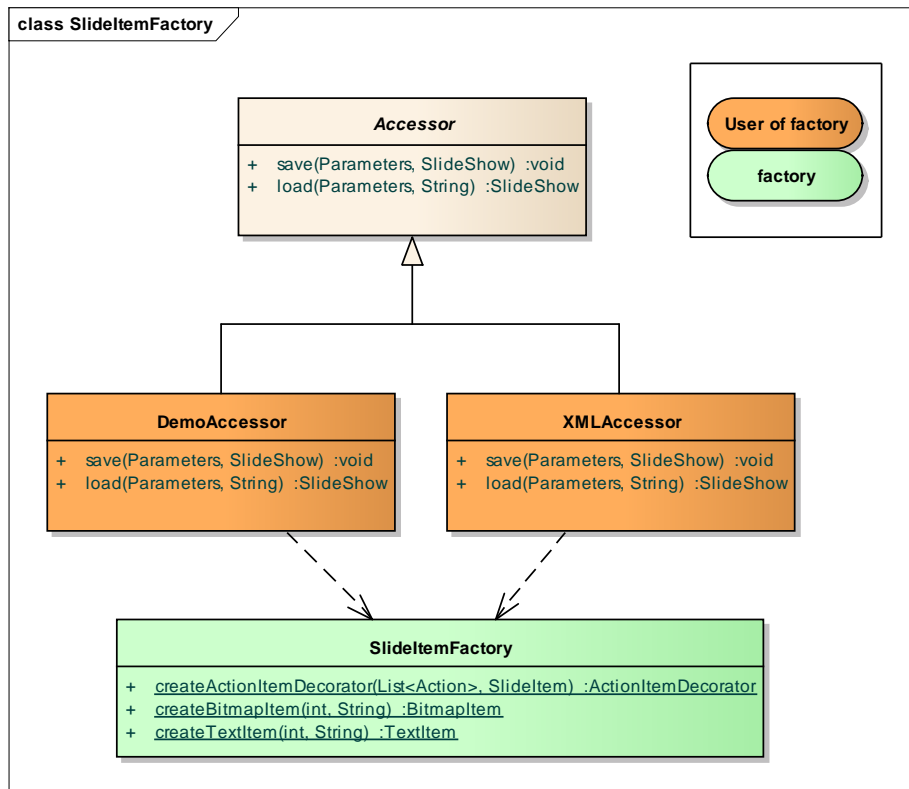 class SlideItemFactory
User of factory
factory
Accessor
+ save(Parameters, SlideShow) :void
+ load(Parameters, String) :SlideShow
DemoAccessor
+ save(Parameters, SlideShow) :void
+ load(Parameters, String) :SlideShow
XMLAccessor
+ save(Parameters, SlideShow) :void
+ load(Parameters, String) :SlideShow
SlideItemFactory
+ createActionItemDecorator(List<Action>, SlideItem) :ActionItemDecorator
+ createBitmapItem(int, String) :BitmapItem
+ createTextItem(int, String) :TextItem